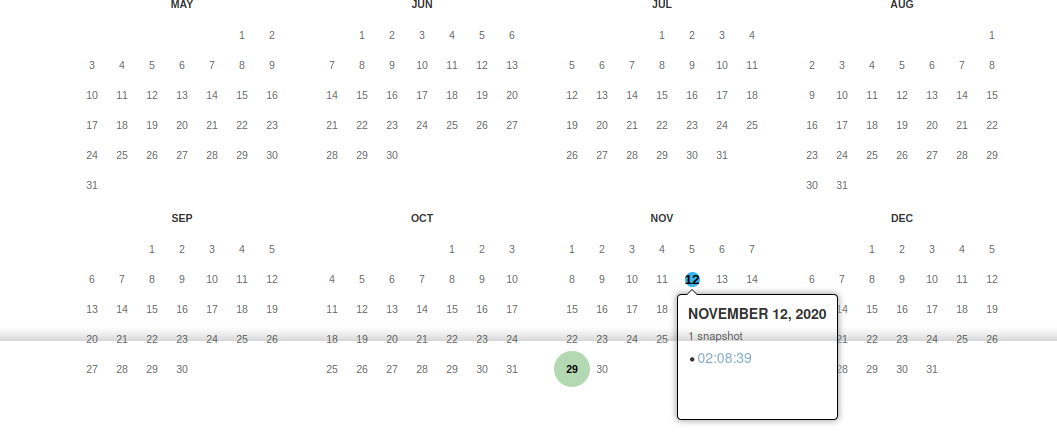 MAY JUN JUL AUG
1 2 1 2 3 4 5 6 1 2 3 4 1
3 4 5 6 7 8 9 7 8 9 10 11 12 13 5 6 7 8 9 10 11 2 3 4 5 6 7 8
10 11 12 13 14 15 16 14 15 16 17 18 19 20 12 13 14 15 16 17 18 9 10 11 12 13 14 15
17 18 19 20 21 22 23 21 22 23 24 25 26 27 19 20 21 22 23 24 25 16 17 18 19 20 21 22
24 25 26 27 28 29 30 28 29 30 26 27 28 29 30 31 23 24 25 26 27 28 29
31 30 31
SEP OCT NOV DEC
1 2 3 4 5 1 2 3 1 2 3 4 5 6 7 1 2 3 4 5
6 7 8 9 10 11 12 4 5 6 7 8 9 10 8 9 10 11 12 13 14 6 7 8 9 10 11 12
13 14 15 16 17 18 19 11 12 13 14 15 16 17 15 16 17 18 14 15 16 17 18 19
NOVEMBER 12, 2020
20 21 22 23 24 25 26 18 19 20 21 22 23 24 22 23 24 25 1 snapshot 21 22 23 24 25 26
• 02:08:39
27 28 29 30 25 26 27 28 29 30 31 29 30 28 29 30 31